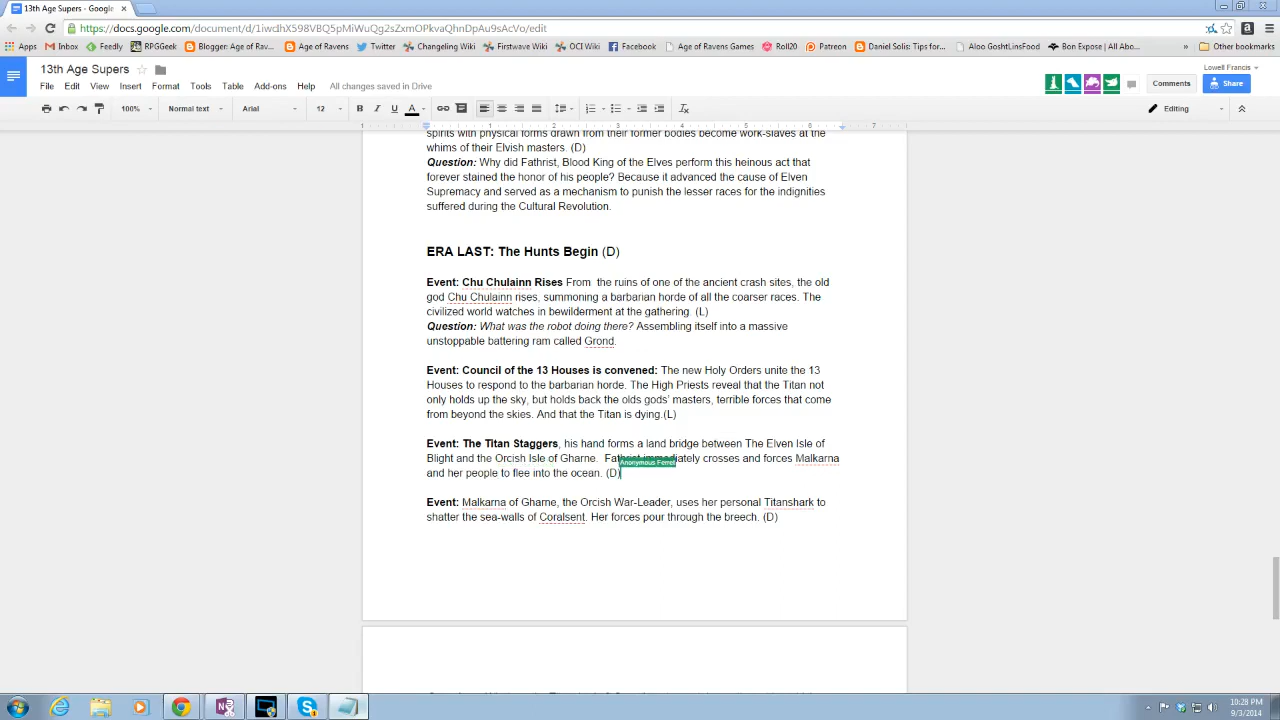 13th Age Supers - Google D
https://docs.google.com/document/d/1iwcdhX598VBQ5pMiWuQg2sZxmOPkvaQhnDpAu9sAcVo/edit
Apps Inbox Feedly RPGGeek Blogger: Age of Rav... Age of Ravens Twitter Changeling Wiki Firstwave Wiki OCI Wiki Facebook Age of Ravens Games Roll20 Patreon Daniel Solis: Tips for... Aloo GoshtLinsFood Bon Expose | All Abo... » Other bookmarks
13th Age Supers
Lowell Francis
File Edit View Insert Format Tools Table Add-ons Help All changes saved in Drive
Comments Share
100% Normal text Arial 12 B I U A Editing
1 1 2 3 4 5 6 7
spirits with physical forms drawn from their former bodies become work-slaves at the
whims of their Elvish masters. (D)
Question: Why did Fathrist, Blood King of the Elves perform this heinous act that
forever stained the honor of his people? Because it advanced the cause of Elven
Supremacy and served as a mechanism to punish the lesser races for the indignities
suffered during the Cultural Revolution.
ERA LAST: The Hunts Begin (D)
Event: Chu Chulainn Rises From the ruins of one of the ancient crash sites, the old
god Chu Chulainn rises, summoning a barbarian horde of all the coarser races. The
civilized world watches in bewilderment at the gathering. (L)
Question: What was the robot doing there? Assembling itself into a massive
unstoppable battering ram called Grond.
Event: Council of the 13 Houses is convened: The new Holy Orders unite the 13
Houses to respond to the barbarian horde. The High Priests reveal that the Titan not
only holds up the sky, but holds back the olds gods' masters, terrible forces that come
from beyond the skies. And that the Titan is dying.(L)
Event: The Titan Staggers, his hand forms a land bridge between The Elven Isle of
Blight and the Orcish Isle of Gharne. Fathrist immediately crosses and forces Malkarna
Anonymous Ferret
and her people to flee into the ocean. (D)
Event: Malkarna of Gharne, the Orcish War-Leader, uses her personal Titanshark to
shatter the sea-walls of Coralsent. Her forces pour through the breech. (D)
10:28 PM
9/3/2014